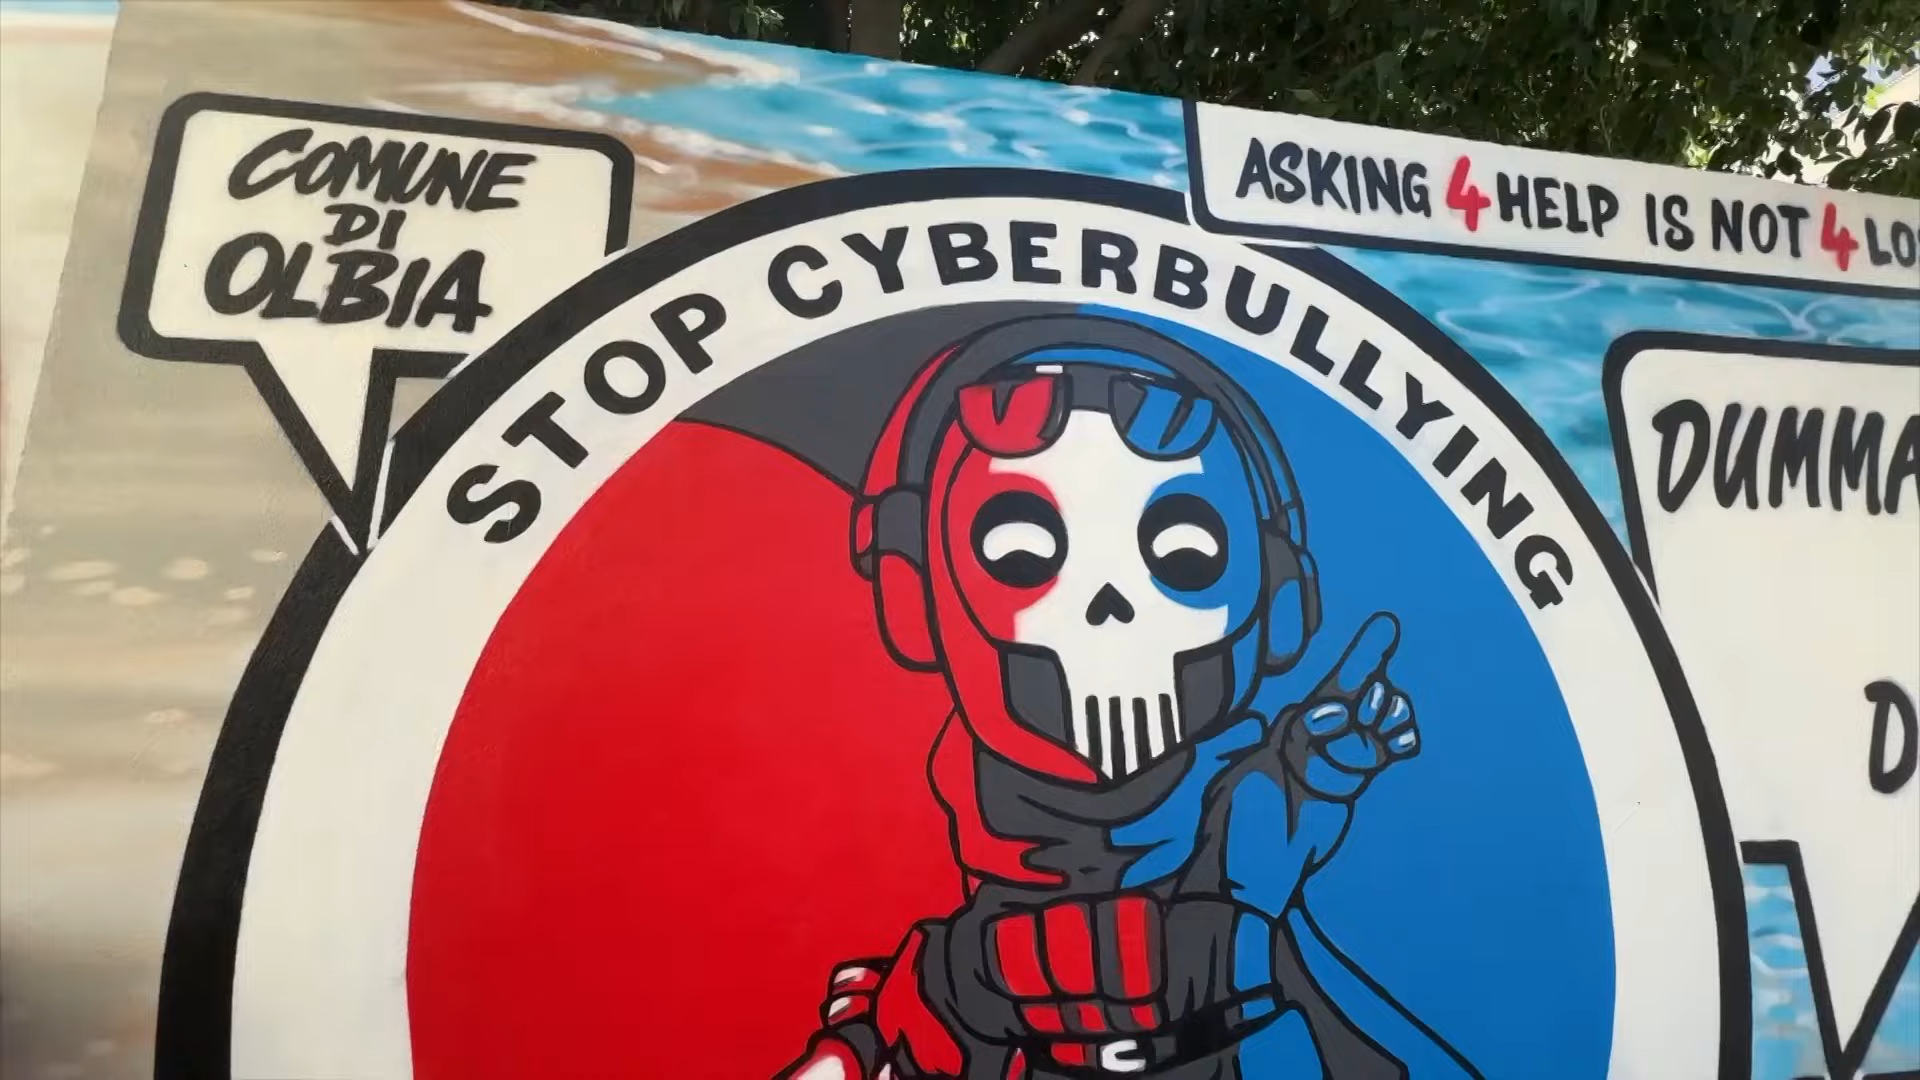 COMUNE
DI
OLBIA
STOP CYBERBULLYING
ASKING 4 HELP IS NOT 4